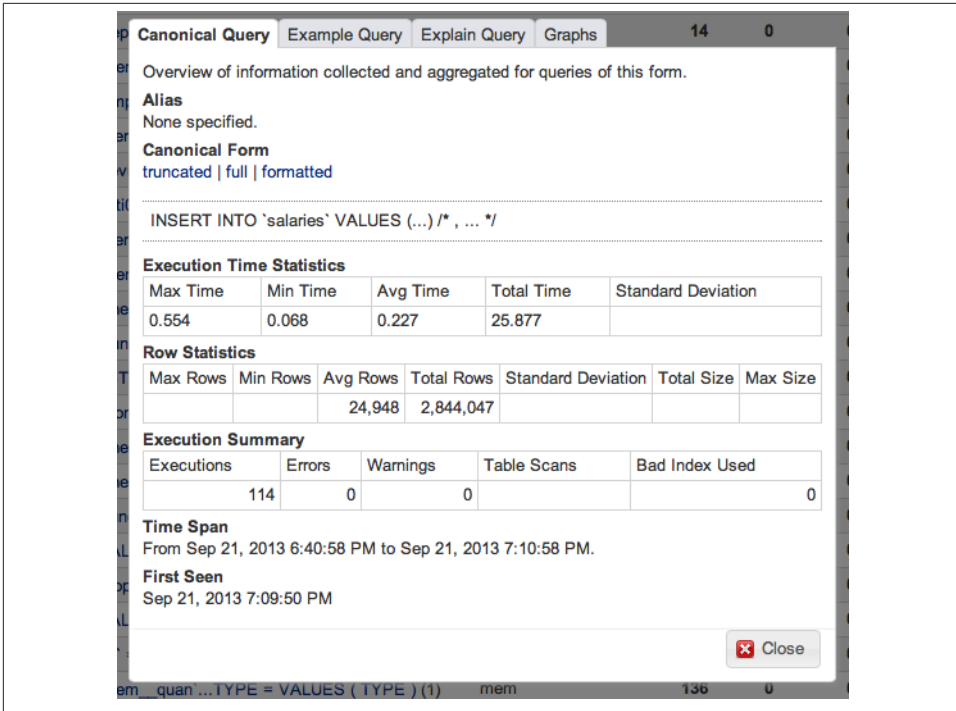 Canonical Query Example Query Explain Query Graphs 14 0
Overview of information collected and aggregated for queries of this form.
Alias
None specified.
Canonical Form
truncated | full | formatted
INSERT INTO `salaries` VALUES (...) /* , ... */
Execution Time Statistics
Max Time Min Time Avg Time Total Time Standard Deviation
0.554 0.068 0.227 25.877
Row Statistics
Max Rows Min Rows Avg Rows Total Rows Standard Deviation Total Size Max Size
24,948 2,844,047
Execution Summary
Executions Errors Warnings Table Scans Bad Index Used
114 0 0 0
Time Span
From Sep 21, 2013 6:40:58 PM to Sep 21, 2013 7:10:58 PM.
First Seen
Sep 21, 2013 7:09:50 PM
Close
em__quan`...TYPE = VALUES ( TYPE ) (1) mem 136 0